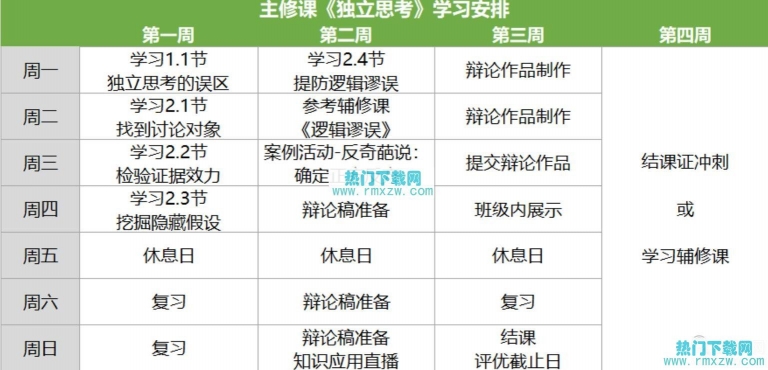 主修课《独立思考》学习安排
第一周 第二周 第三周 第四周
周一 学习1.1节 独立思考的误区 学习2.4节 提防逻辑谬误 辩论作品制作
周二 学习2.1节 找到讨论对象 参考辅修课 《逻辑谬误》 辩论作品制作
周三 学习2.2节 检验证据效力 案例活动-反奇葩说: 确定 提交辩论作品 结课证冲刺
热门下载网
www.rmxzw.com
周四 学习2.3节 挖掘隐藏假设 辩论稿准备 班级内展示 或
周五 休息日 休息日 休息日 学习辅修课
周六 复习 辩论稿准备 复习
周日 复习 辩论稿准备 知识应用直播 结课 评优截止日
热门下载网
www.rmxzw.com